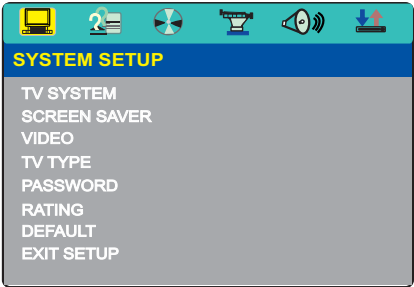 SYSTEM SETUP
TV SYSTEM
SCREEN SAVER
VIDEO
TV TYPE
PASSWORD
RATING
DEFAULT
EXIT SETUP